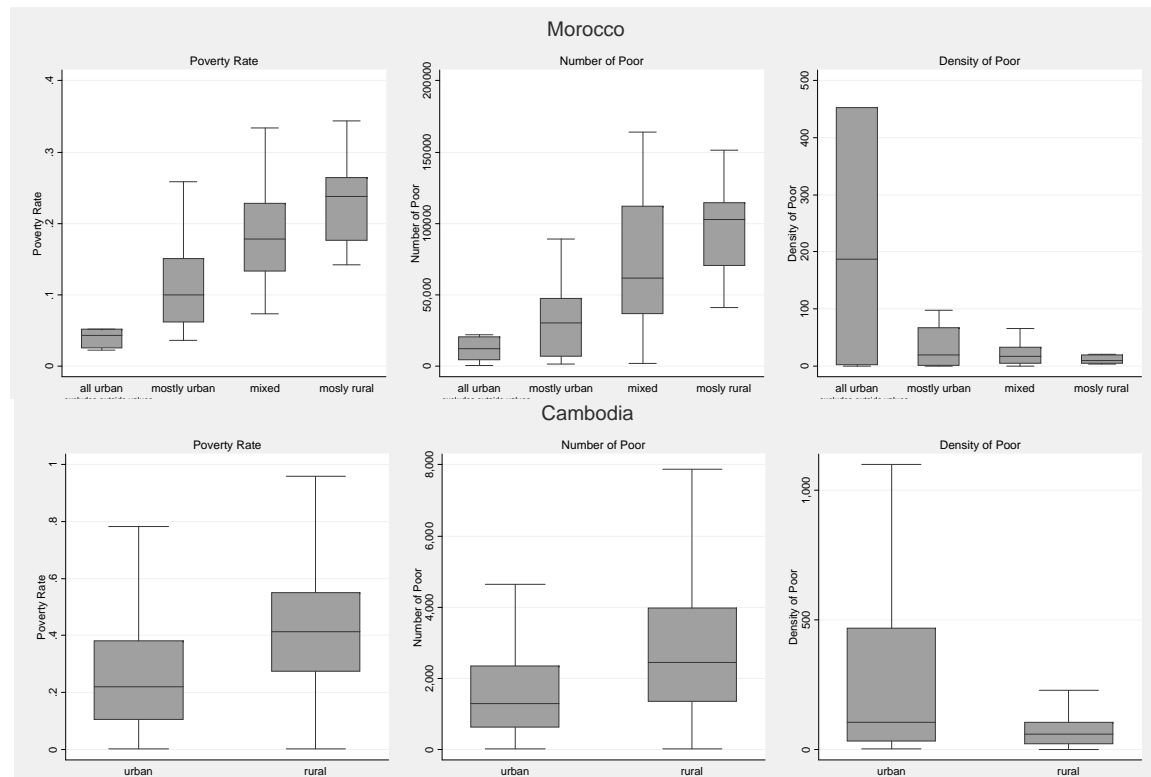 Morocco
Poverty Rate
Poverty Rate
0 .1 .2 .3 .4
all urban mostly urban mixed mosly rural
Number of Poor
Number of Poor
0 50,000 100000 150000 200000
all urban mostly urban mixed mosly rural
Density of Poor
Density of Poor
0 100 200 300 400 500
all urban mostly urban mixed mosly rural
Cambodia
Poverty Rate
Poverty Rate
0 .2 .4 .6 .8 1
urban rural
Number of Poor
Number of Poor
0 2,000 4,000 6,000 8,000
urban rural
Density of Poor
Density of Poor
0 500 1,000
urban rural